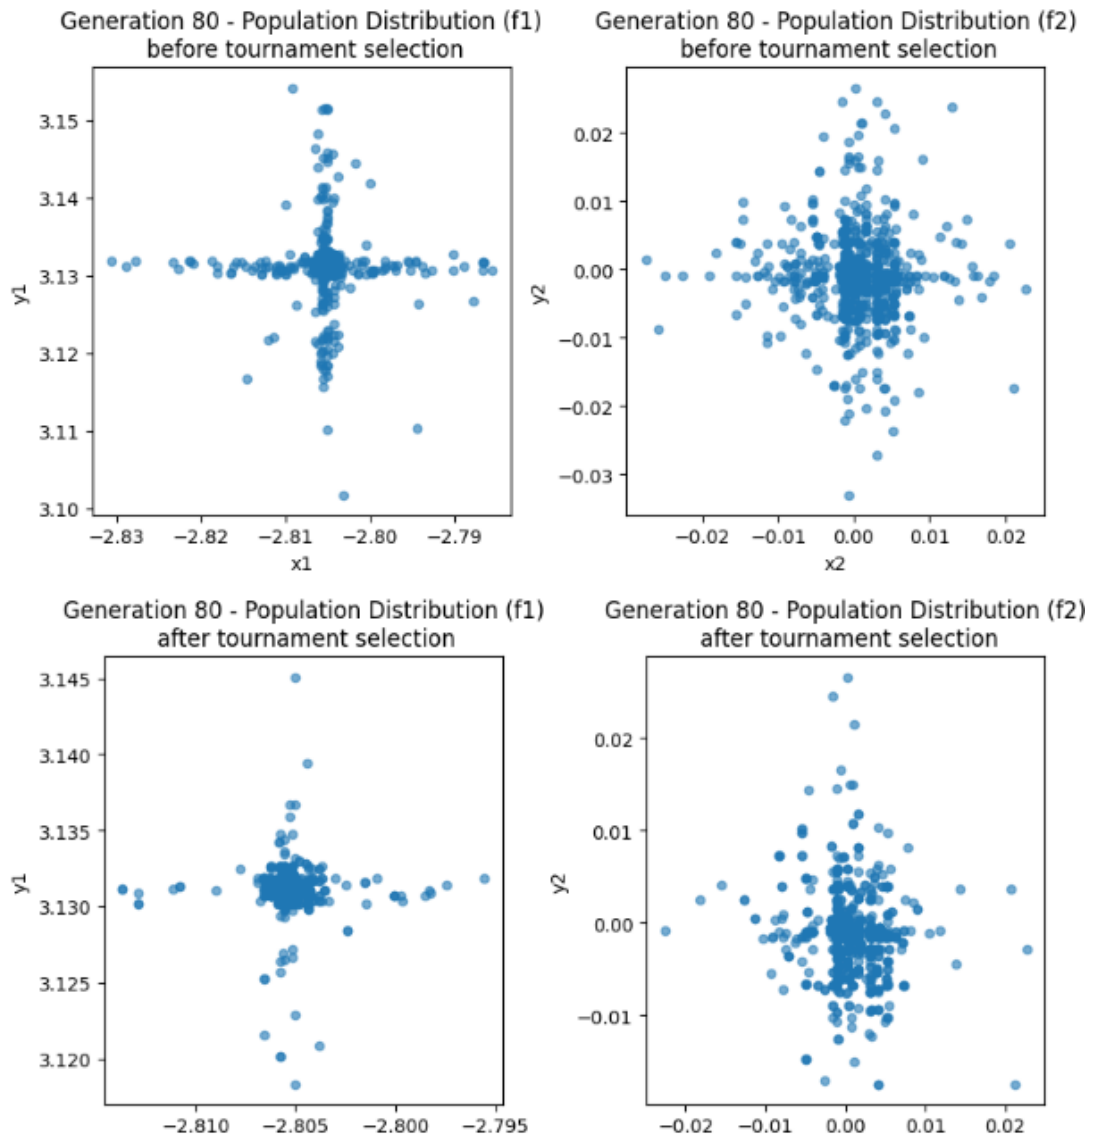 Generation 80 - Population Distribution (f1)
before tournament selection
3.15
3.14
3.13
3.12
3.11
3.10
y1
−2.83 −2.82 −2.81 −2.80 −2.79
x1
Generation 80 - Population Distribution (f2)
before tournament selection
0.02
0.01
0.00
−0.01
−0.02
−0.03
y2
−0.02 −0.01 0.00 0.01 0.02
x2
Generation 80 - Population Distribution (f1)
after tournament selection
3.145
3.140
3.135
3.130
3.125
3.120
y1
−2.810 −2.805 −2.800 −2.795
Generation 80 - Population Distribution (f2)
after tournament selection
0.02
0.01
0.00
−0.01
y2
−0.02 −0.01 0.00 0.01 0.02